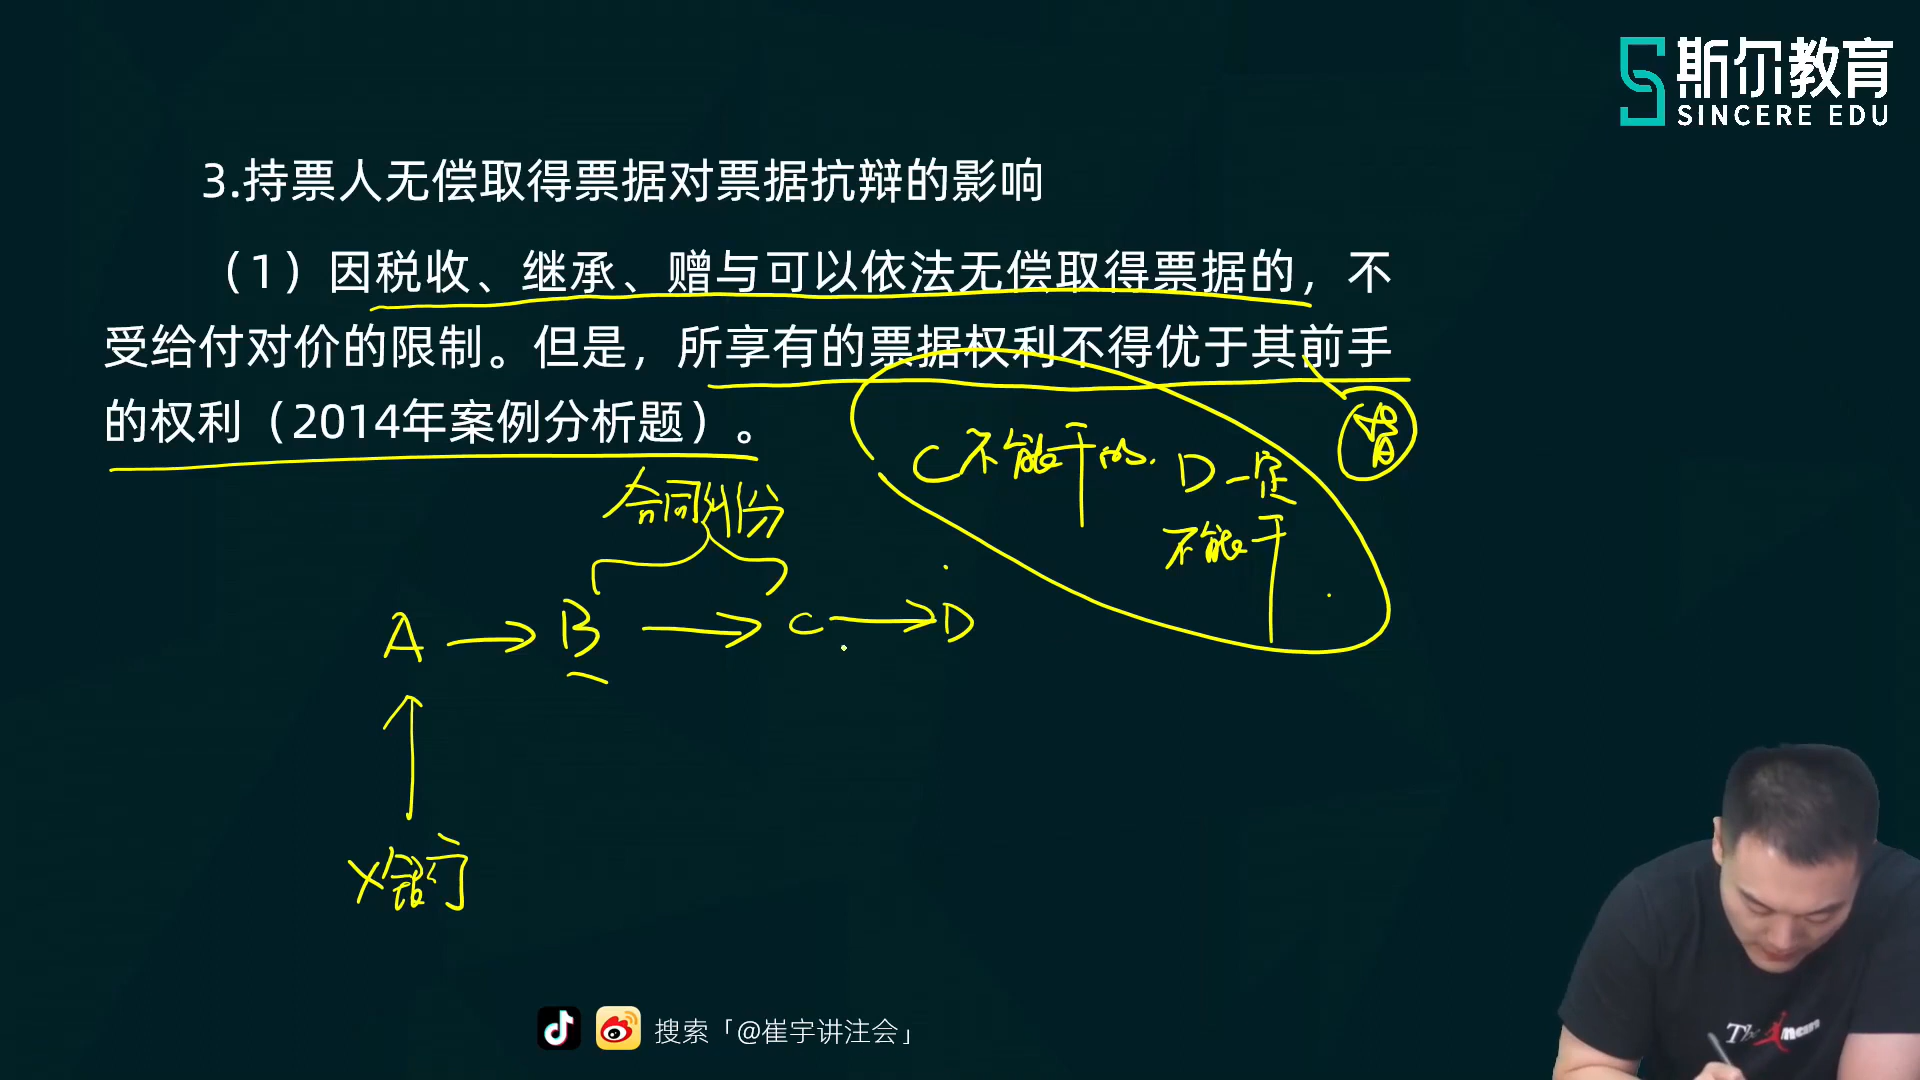 斯尔教育
SINCERE EDU
3.持票人无偿取得票据对票据抗辩的影响
（1）因税收、继承、赠与可以依法无偿取得票据的，不
受给付对价的限制。但是，所享有的票据权利不得优于其前手
的权利（2014年案例分析题）。
C不能干的. D一定
不能干
合同纠纷
A → B → C → D
X银行
The man
搜索「@崔宇讲注会」